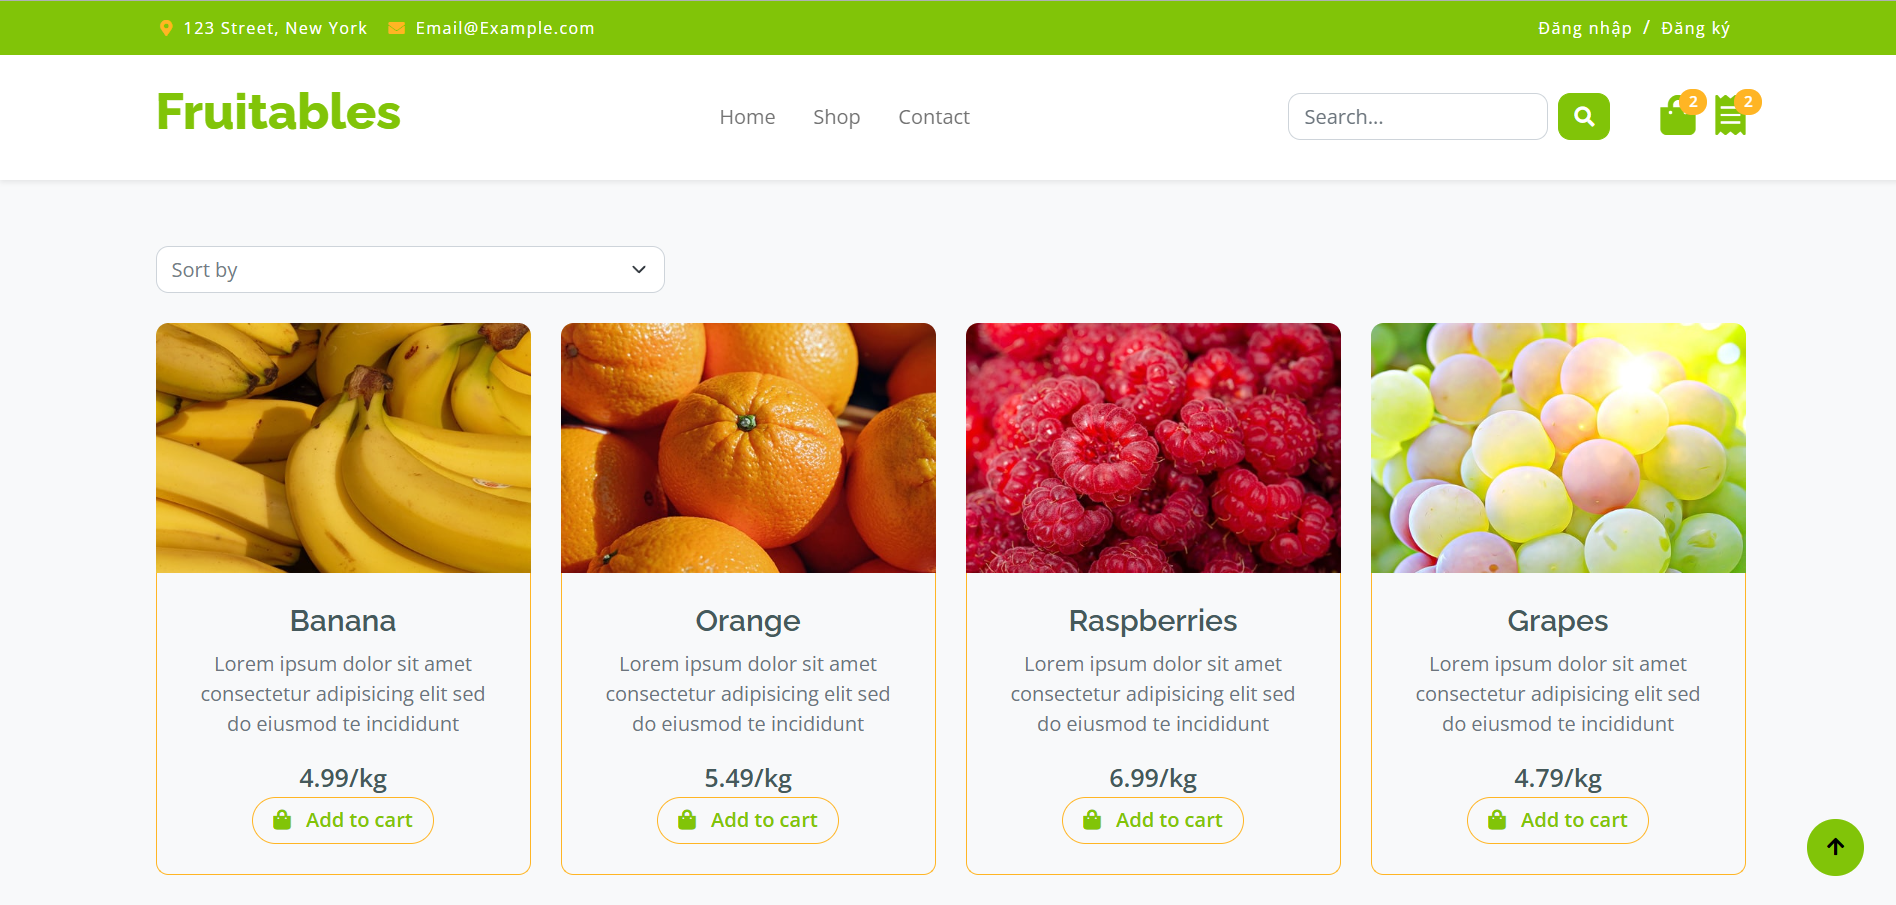 123 Street, New York Email@Example.com Đăng nhập / Đăng ký
Fruitables Home Shop Contact Search... 2 2
Sort by
Banana Orange Raspberries Grapes
Lorem ipsum dolor sit amet Lorem ipsum dolor sit amet Lorem ipsum dolor sit amet Lorem ipsum dolor sit amet
consectetur adipisicing elit sed consectetur adipisicing elit sed consectetur adipisicing elit sed consectetur adipisicing elit sed
do eiusmod te incididunt do eiusmod te incididunt do eiusmod te incididunt do eiusmod te incididunt
4.99/kg 5.49/kg 6.99/kg 4.79/kg
Add to cart Add to cart Add to cart Add to cart